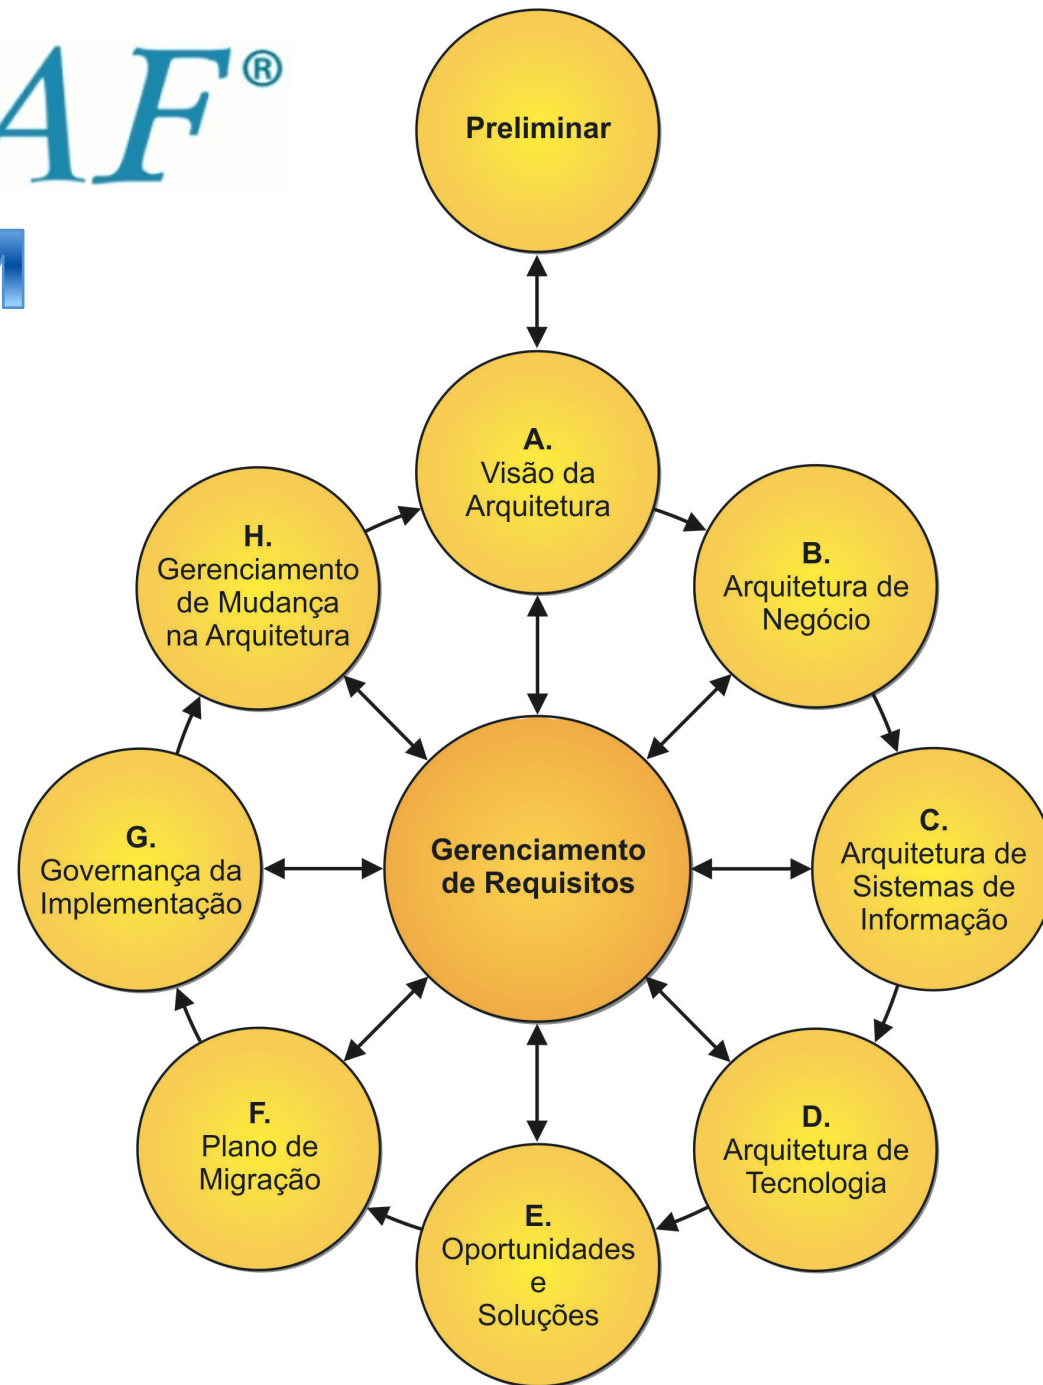 AF®
M
Preliminar
A.
Visão da
Arquitetura
H.
Gerenciamento
de Mudança
na Arquitetura
B.
Arquitetura de
Negócio
G.
Governança da
Implementação
Gerenciamento
de Requisitos
C.
Arquitetura de
Sistemas de
Informação
F.
Plano de
Migração
D.
Arquitetura de
Tecnologia
E.
Oportunidades
e
Soluções